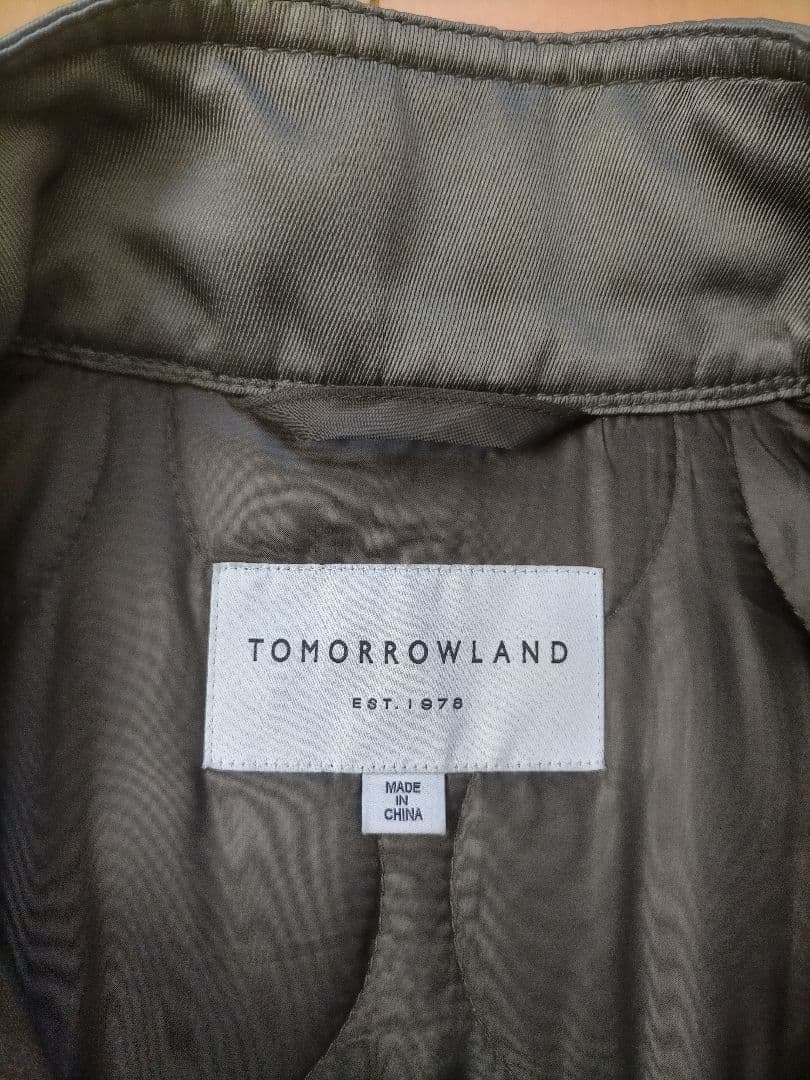 TOMORROWLAND
EST. 1978
MADE
IN
CHINA